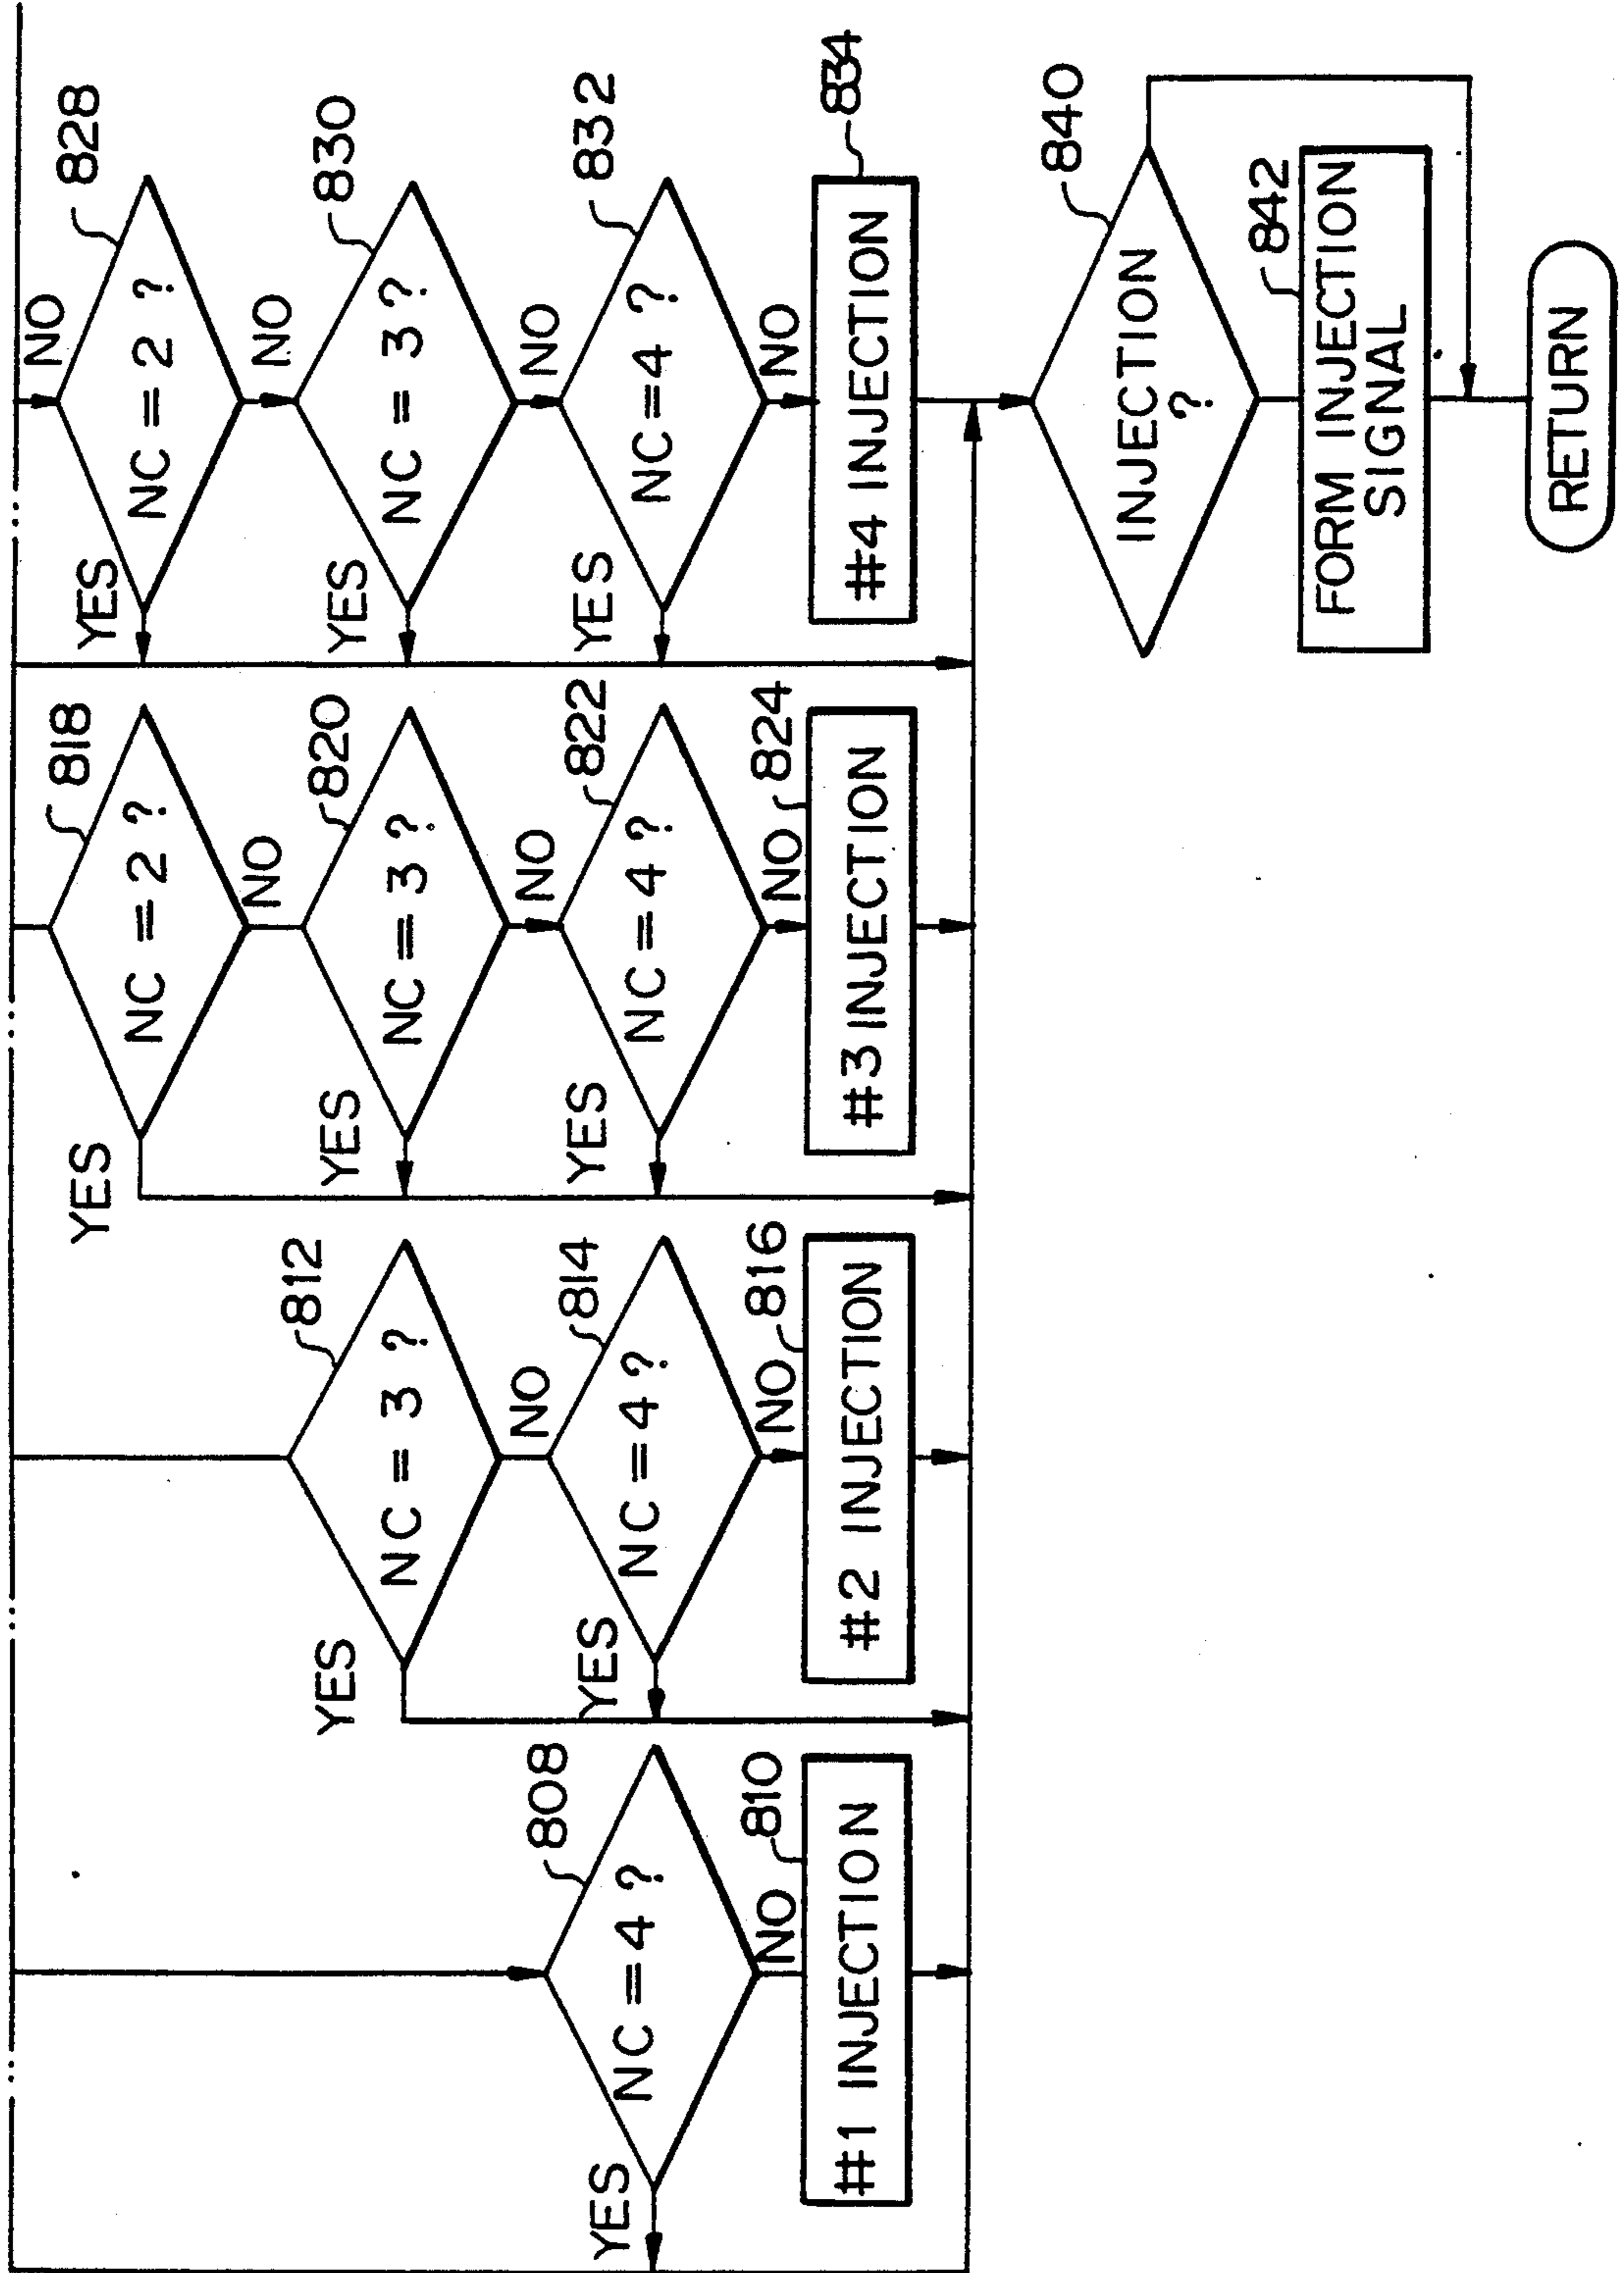 NO
828
NC = 2 ?
YES
NO
830
NC = 3 ?
YES
NO
832
NC = 4 ?
YES
NO
834
#4 INJECTION
818
NC = 2 ?
YES
NO
820
NC = 3 ?
YES
NO
822
NC = 4 ?
YES
NO
824
#3 INJECTION
812
NC = 3 ?
YES
NO
814
NC = 4 ?
YES
NO
816
#2 INJECTION
808
NC = 4 ?
YES
NO
810
#1 INJECTION
840
INJECTION
?
842
FORM INJECTION
SIGNAL
RETURN